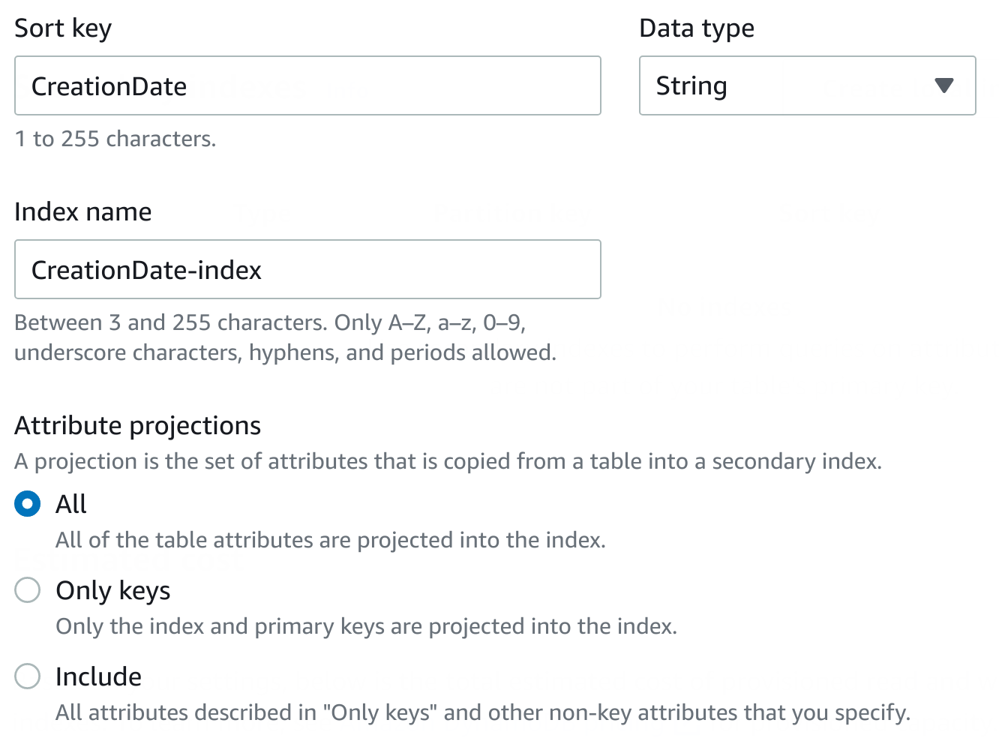 Sort key
Data type
CreationDate
String
1 to 255 characters.
Index name
CreationDate-index
Between 3 and 255 characters. Only A–Z, a–z, 0–9,
underscore characters, hyphens, and periods allowed.
Attribute projections
A projection is the set of attributes that is copied from a table into a secondary index.
All
All of the table attributes are projected into the index.
Only keys
Only the index and primary keys are projected into the index.
Include
All attributes described in "Only keys" and other non-key attributes that you specify.